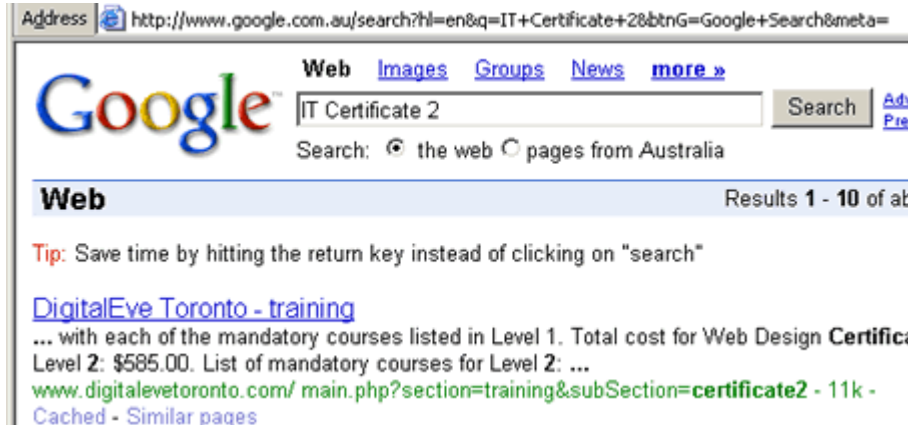 Address http://www.google.com.au/search?hl=en&q=IT+Certificate+2&btnG=Google+Search&meta=
Google™ Web Images Groups News more »
IT Certificate 2 Search
Search: the web pages from Australia
Web Results 1 - 10 of
Tip: Save time by hitting the return key instead of clicking on "search"
DigitalEve Toronto - training
... with each of the mandatory courses listed in Level 1. Total cost for Web Design Certifica
Level 2: $585.00. List of mandatory courses for Level 2: ...
www.digitalevetoronto.com/ main.php?section=training&subSection=certificate2 - 11k -
Cached - Similar pages